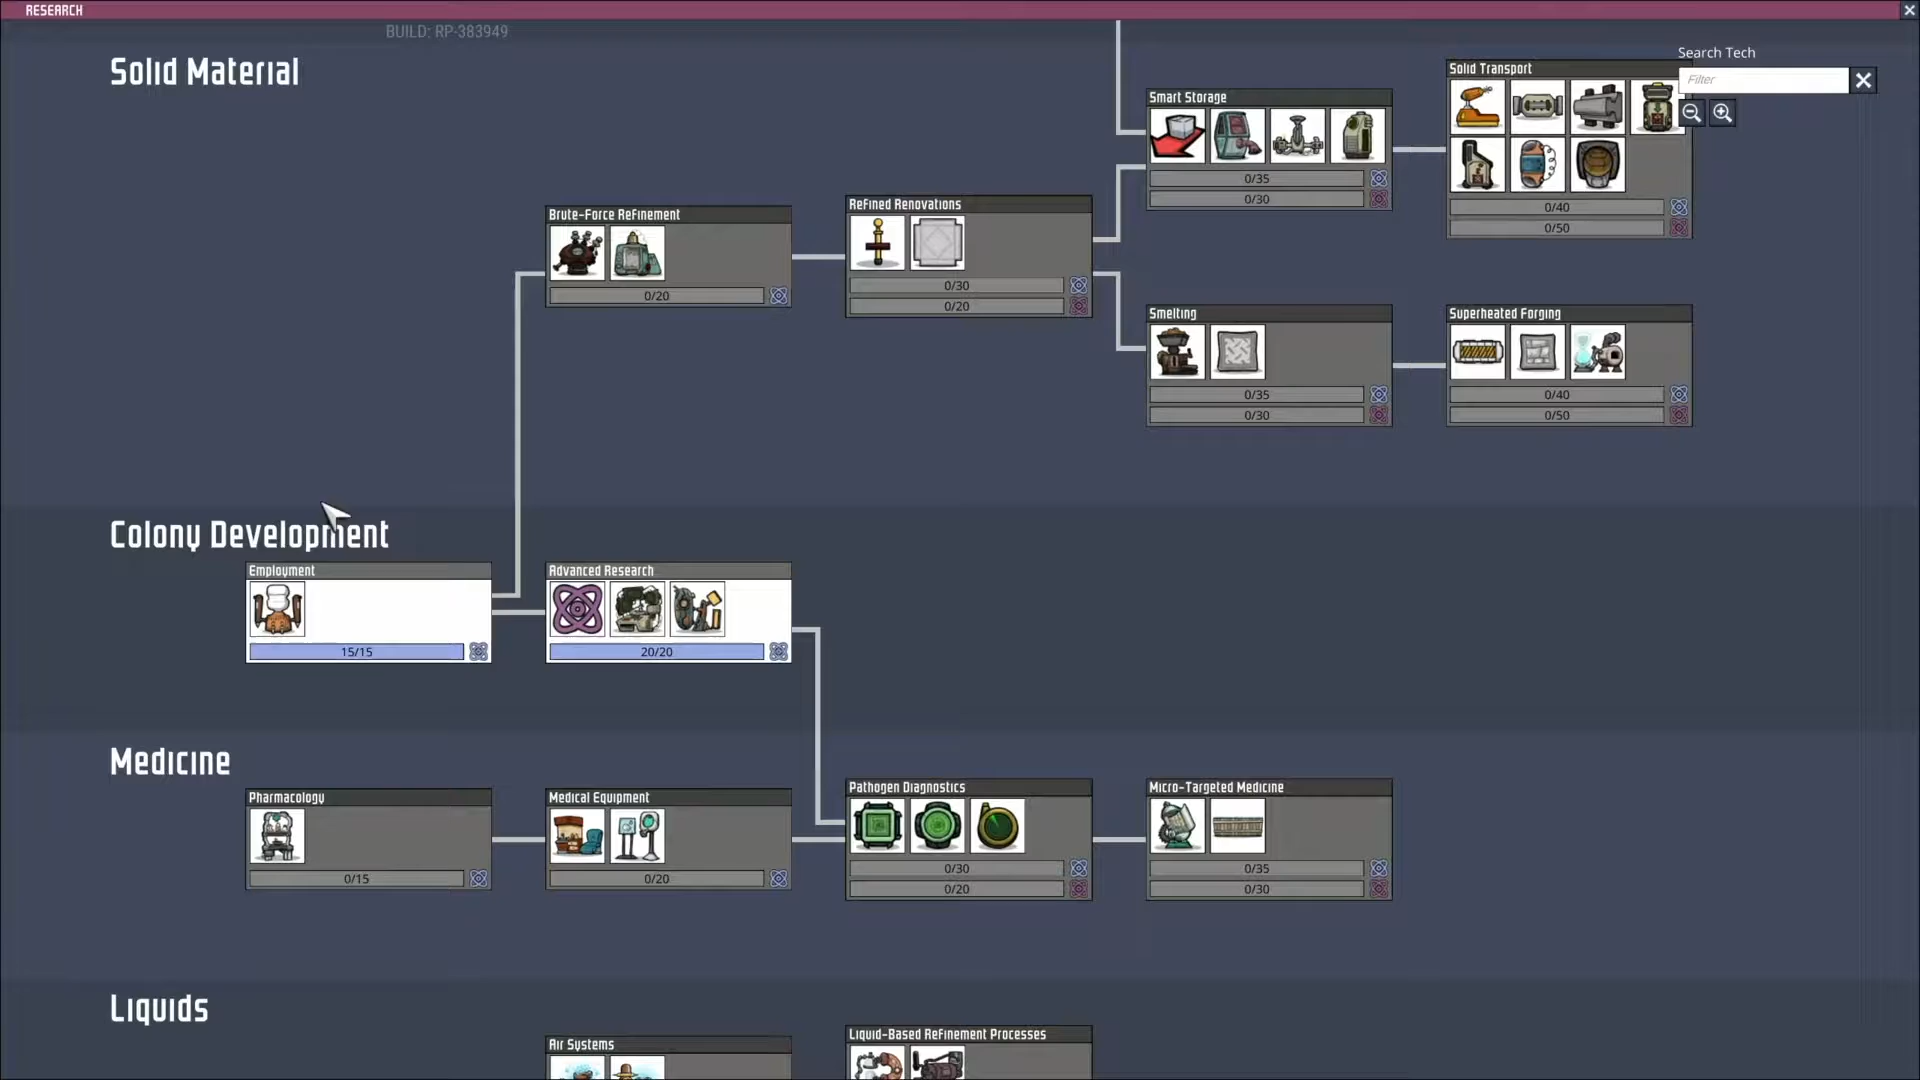 RESEARCH
BUILD: RP-383949
Solid Material
Search Tech
Filter
Solid Transport
0/40
0/50
Smart Storage
0/35
0/30
Brute-Force Refinement
0/20
Refined Renovations
0/30
0/20
Smelting
0/35
0/30
Superheated Forging
0/40
0/50
Colony Development
Employment
15/15
Advanced Research
20/20
Medicine
Pharmacology
0/15
Medical Equipment
0/20
Pathogen Diagnostics
0/30
0/20
Micro-Targeted Medicine
0/35
0/30
Liquids
Air Systems
Liquid-Based Refinement Processes